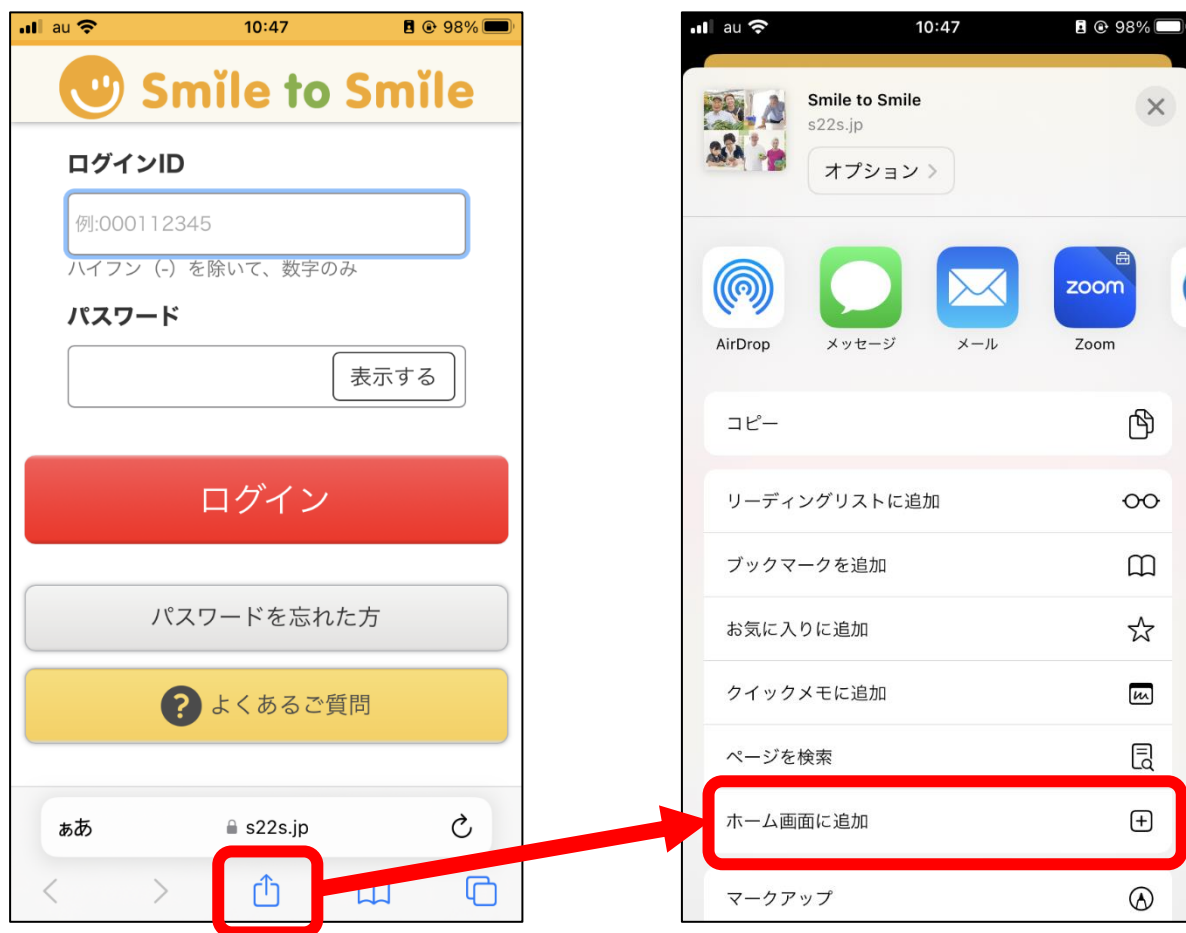 au 10:47 98%
Smile to Smile
ログインID
例:000112345
ハイフン（-）を除いて、数字のみ
パスワード
表示する
ログイン
パスワードを忘れた方
? よくあるご質問
ぁあ s22s.jp
au 10:47 98%
Smile to Smile
s22s.jp
オプション
AirDrop メッセージ メール zoom Zoom
コピー
リーディングリストに追加
ブックマークを追加
お気に入りに追加
クイックメモに追加
ページを検索
ホーム画面に追加
マークアップ